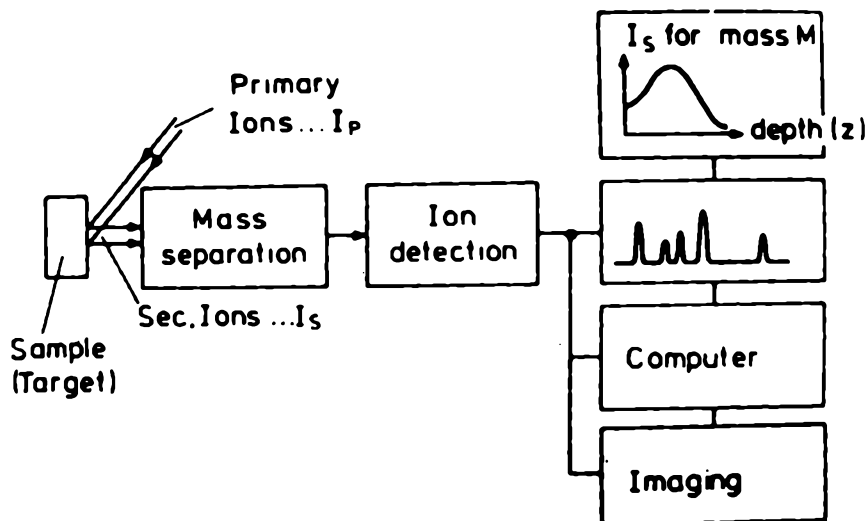 Primary
Ions...Ip
Sample
(Target)
Sec.Ions...Is
Mass
separation
Ion
detection
Is for mass M
depth(z)
Computer
Imaging